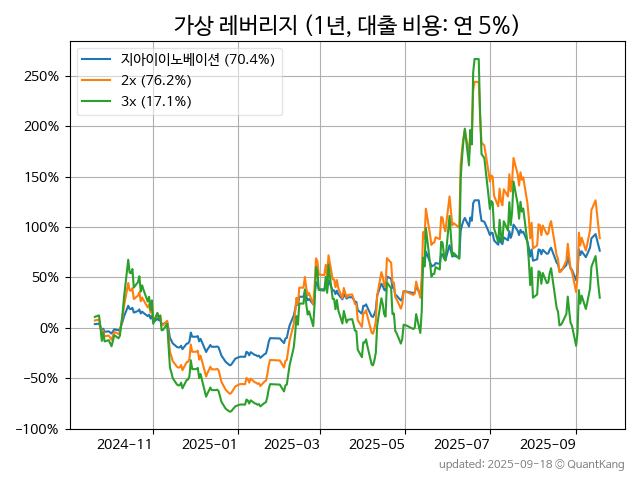 가상 레버리지 (1년, 대출 비용: 연 5%)
지아이이노베이션 (70.4%)
2x (76.2%)
3x (17.1%)
250%
200%
150%
100%
50%
0%
−50%
−100%
2024-11 2025-01 2025-03 2025-05 2025-07 2025-09
updated: 2025-09-18 © QuantKang